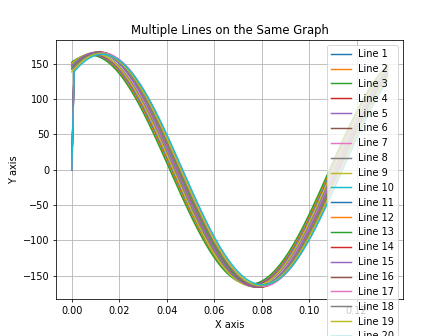 Multiple Lines on the Same Graph
Y axis
150
100
50
0
−50
−100
−150
Line 1
Line 2
Line 3
Line 4
Line 5
Line 6
Line 7
Line 8
Line 9
Line 10
Line 11
Line 12
Line 13
Line 14
Line 15
Line 16
Line 17
Line 18
Line 19
Line 20
0.00
0.02
0.04
0.06
0.08
0.10
X axis